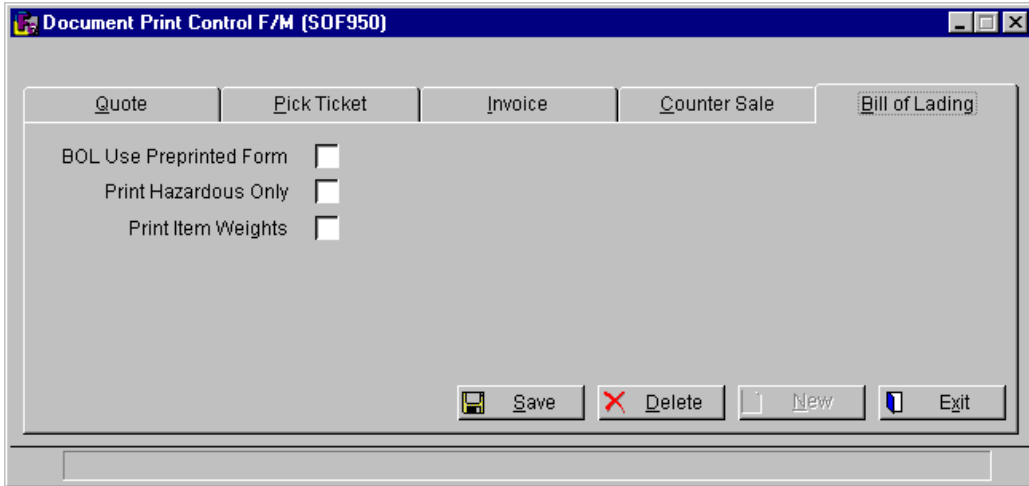 Document Print Control F/M (SOF950)
Quote Pick Ticket Invoice Counter Sale Bill of Lading
BOL Use Preprinted Form
Print Hazardous Only
Print Item Weights
Save Delete New Exit